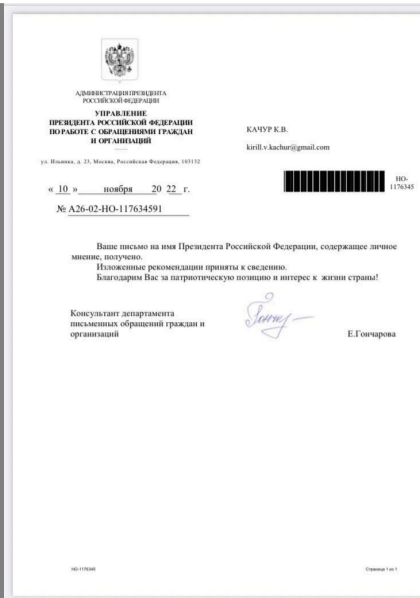 АДМИНИСТРАЦИЯ ПРЕЗИДЕНТА
РОССИЙСКОЙ ФЕДЕРАЦИИ
УПРАВЛЕНИЕ
ПРЕЗИДЕНТА РОССИЙСКОЙ ФЕДЕРАЦИИ
ПО РАБОТЕ С ОБРАЩЕНИЯМИ ГРАЖДАН
И ОРГАНИЗАЦИЙ
ул. Ильинка, д. 23, Москва, Российская Федерация, 103132
« 10 » ноября 20 22 г.
№ А26-02-НО-117634591
КАЧУР К.В.
kirill.v.kachur@gmail.com
НО-
1176345
Ваше письмо на имя Президента Российской Федерации, содержащее личное
мнение, получено.
Изложенные рекомендации приняты к сведению.
Благодарим Вас за патриотическую позицию и интерес к жизни страны!
Консультант департамента
письменных обращений граждан и
организаций
Е.Гончарова
НО-1176345
Страница 1 из 1